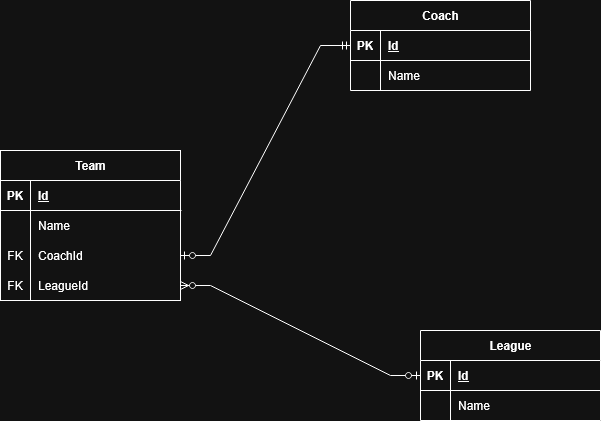 Coach
PK Id
Name
Team
PK Id
Name
FK CoachId
FK LeagueId
League
PK Id
Name